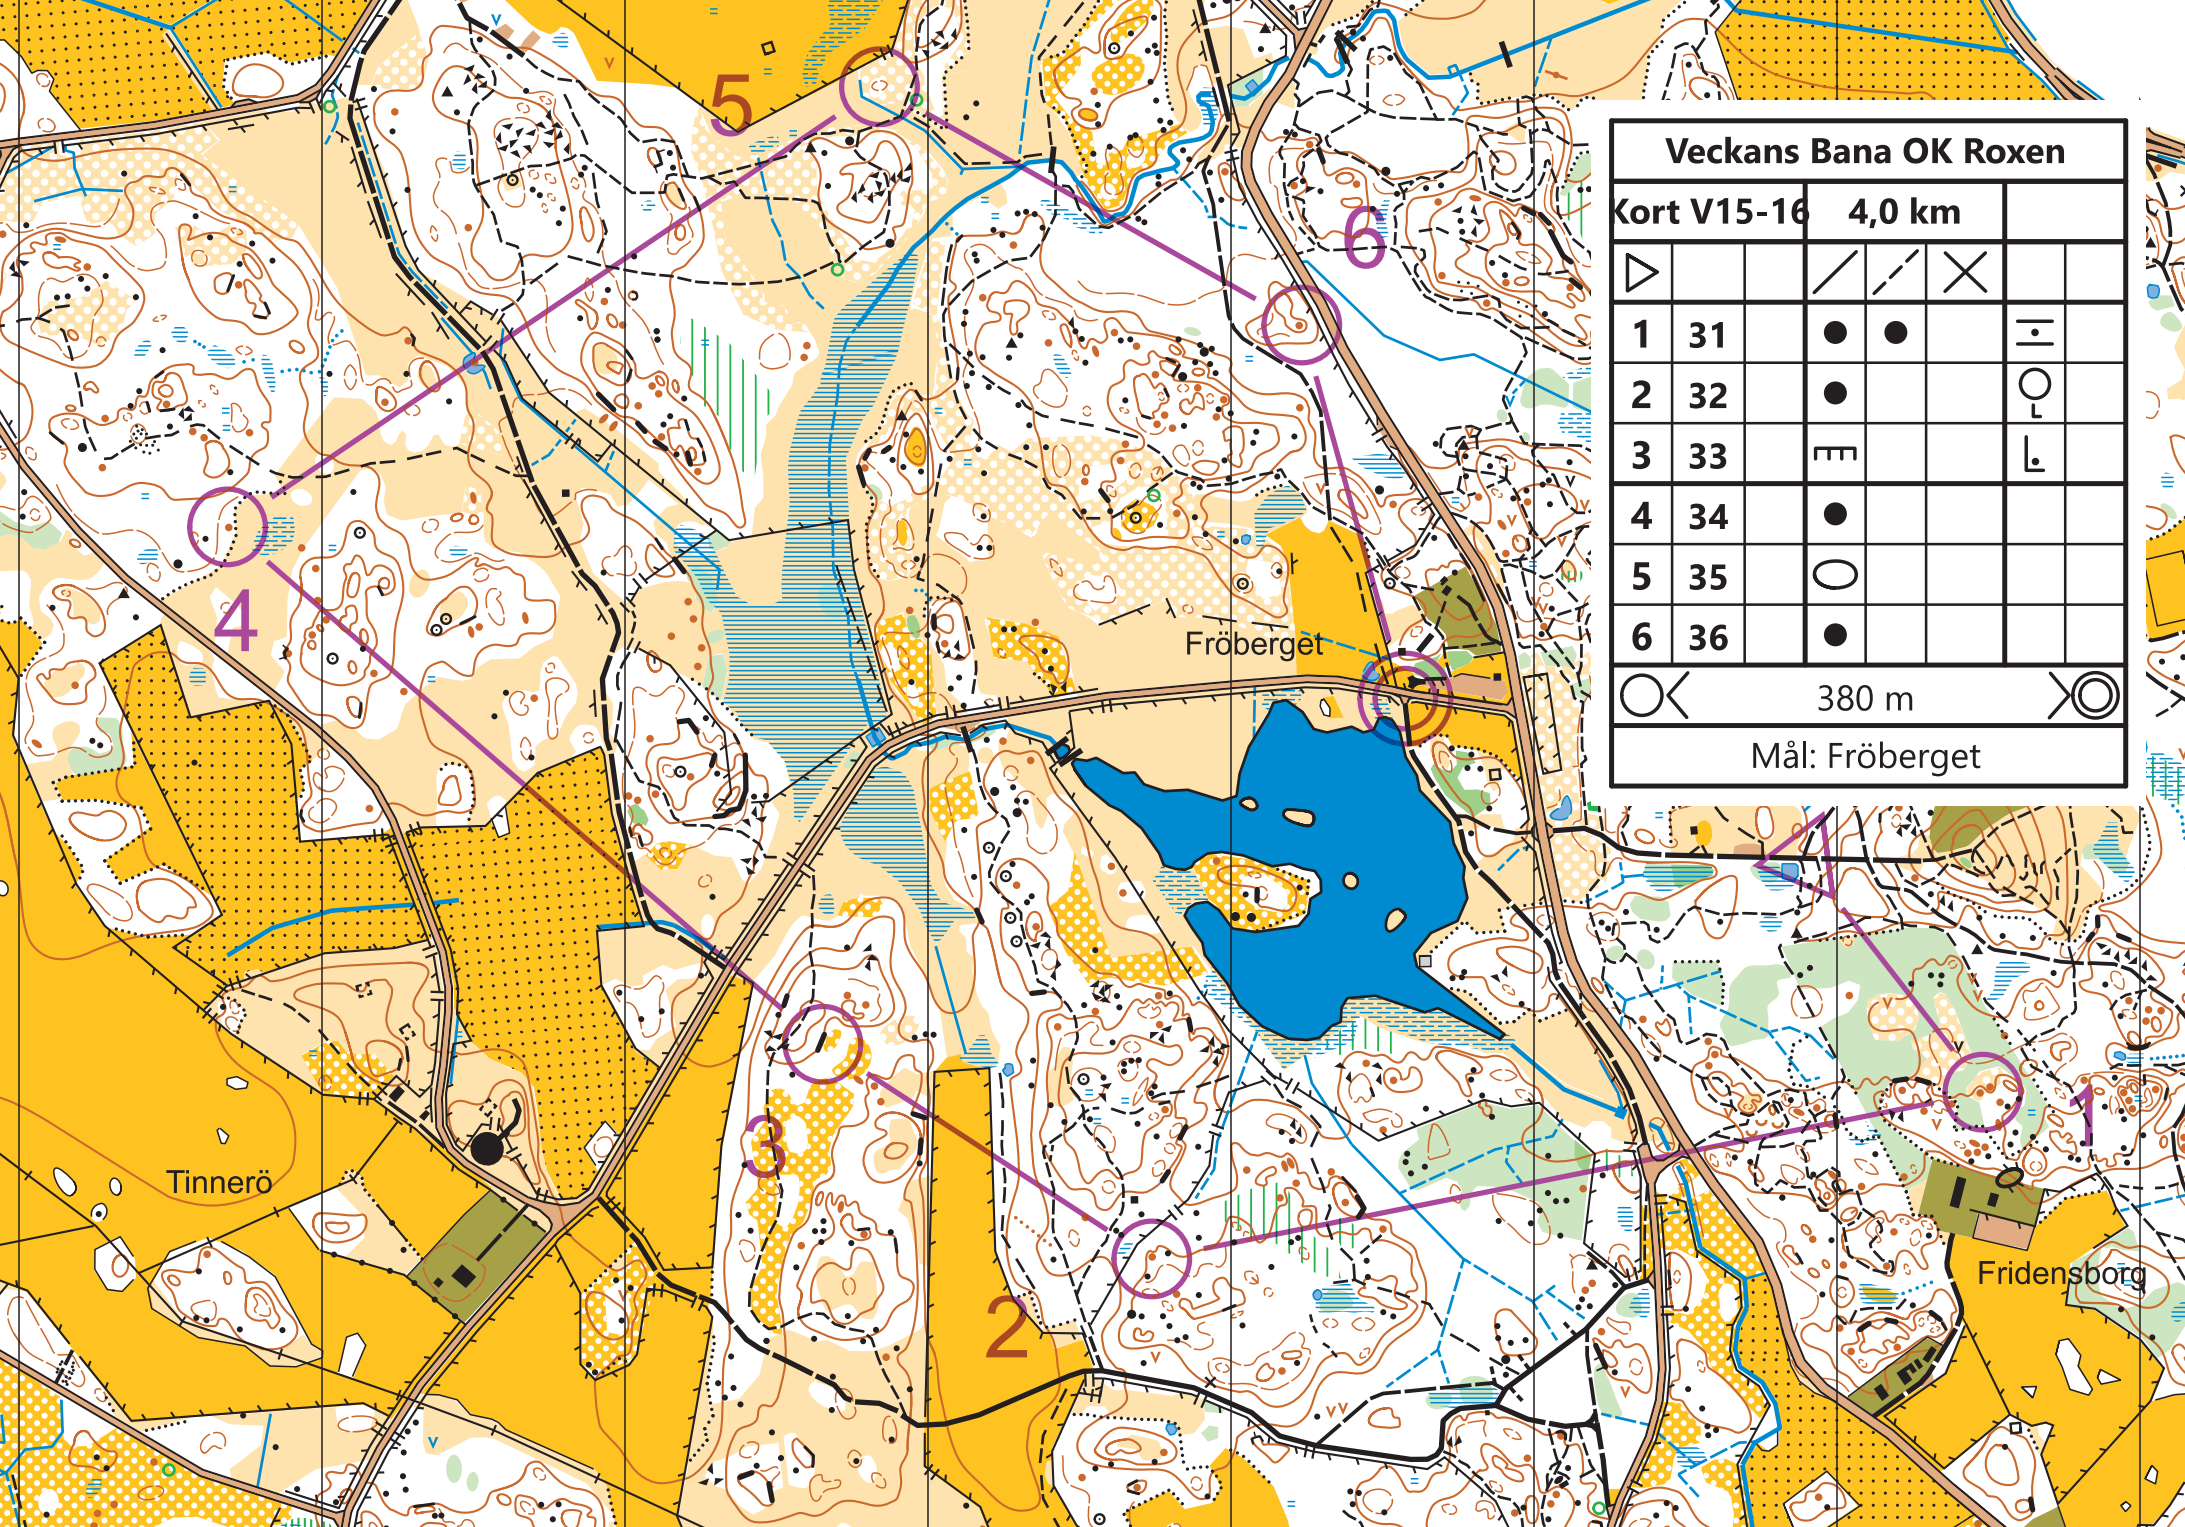 Veckans Bana OK Roxen
Kort V15-16 4,0 km
1 31
2 32
3 33
4 34
5 35
6 36
380 m
Mål: Fröberget
5
6
4
Fröberget
3
1
Tinnerö
2
Fridensborg